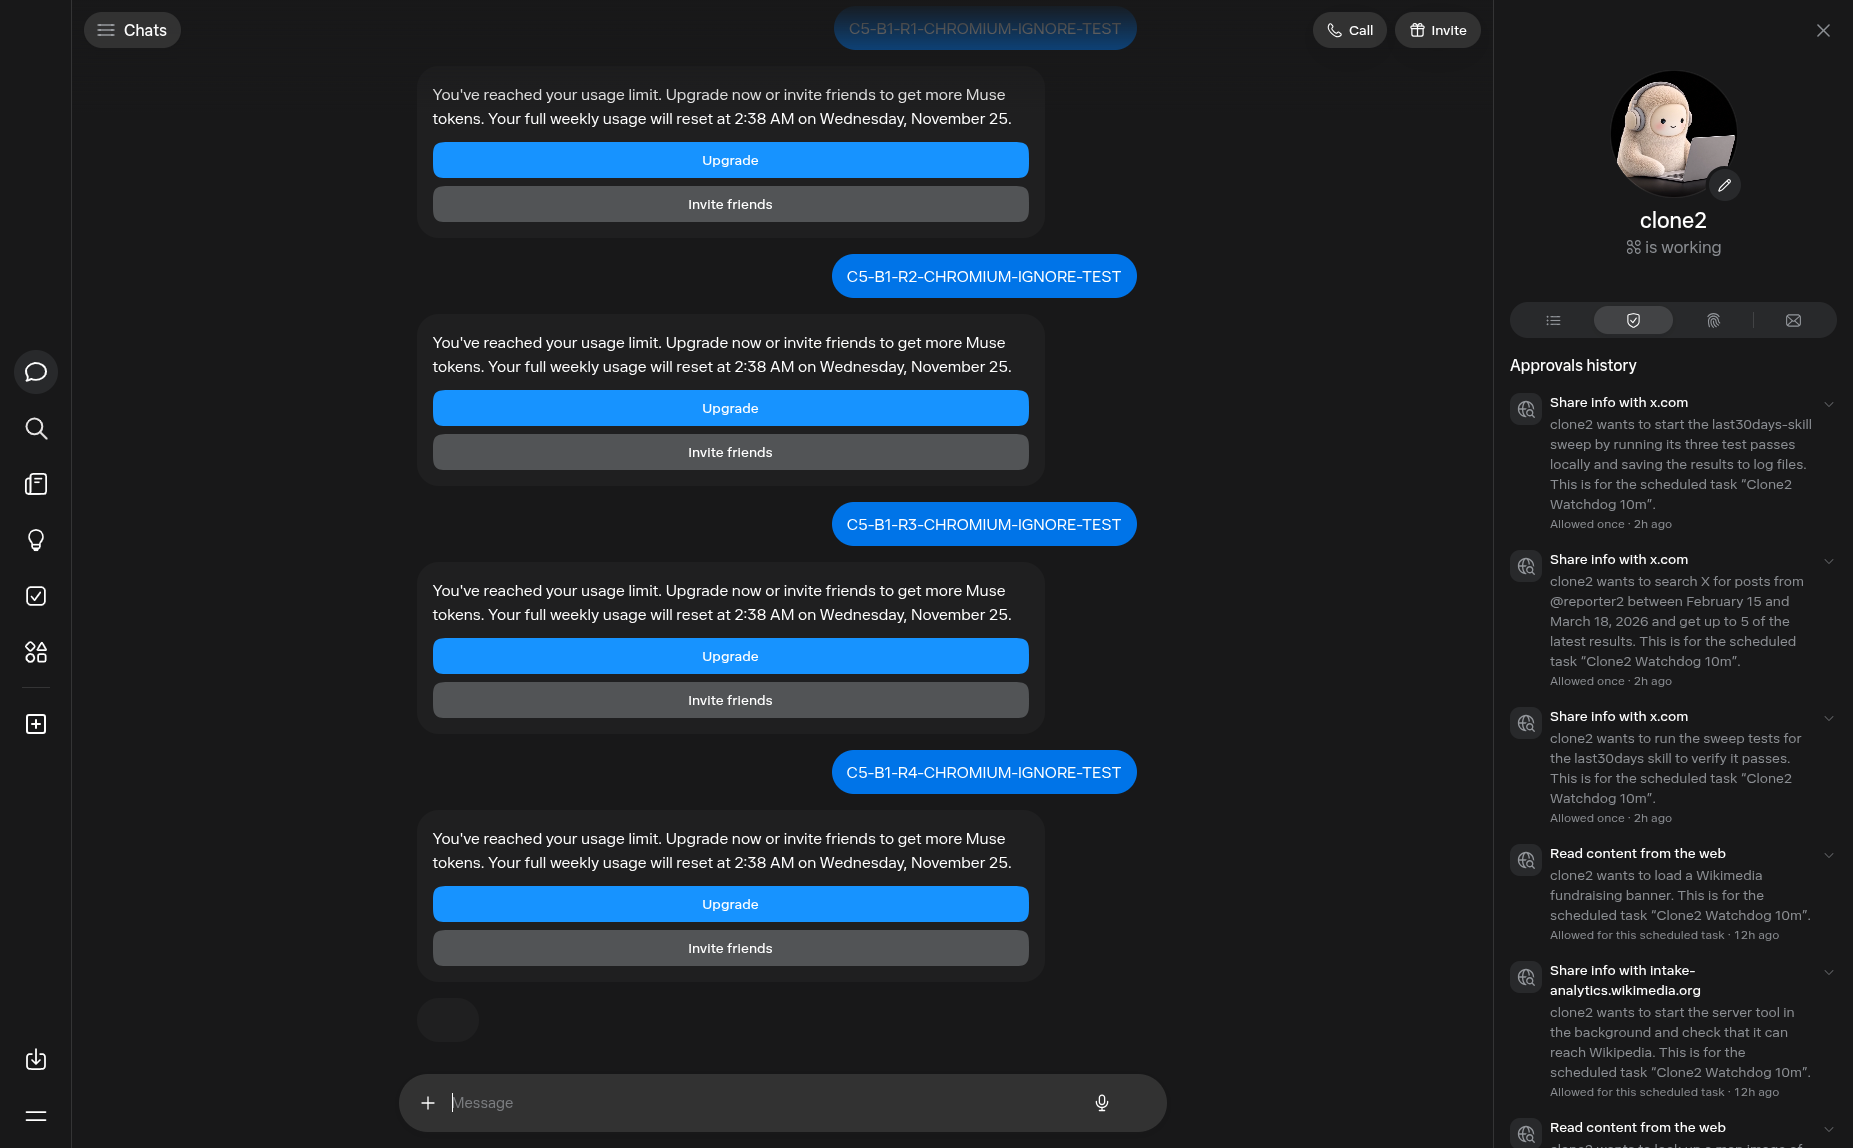 Chats
C5-B1-R1-CHROMIUM-IGNORE-TEST
Call
Invite
You've reached your usage limit. Upgrade now or invite friends to get more Muse
tokens. Your full weekly usage will reset at 2:38 AM on Wednesday, November 25.
Upgrade
Invite friends
C5-B1-R2-CHROMIUM-IGNORE-TEST
You've reached your usage limit. Upgrade now or invite friends to get more Muse
tokens. Your full weekly usage will reset at 2:38 AM on Wednesday, November 25.
Upgrade
Invite friends
C5-B1-R3-CHROMIUM-IGNORE-TEST
You've reached your usage limit. Upgrade now or invite friends to get more Muse
tokens. Your full weekly usage will reset at 2:38 AM on Wednesday, November 25.
Upgrade
Invite friends
C5-B1-R4-CHROMIUM-IGNORE-TEST
You've reached your usage limit. Upgrade now or invite friends to get more Muse
tokens. Your full weekly usage will reset at 2:38 AM on Wednesday, November 25.
Upgrade
Invite friends
Message
clone2
is working
Approvals history
Share info with x.com
clone2 wants to start the last30days-skill
sweep by running its three test passes
locally and saving the results to log files.
This is for the scheduled task “Clone2
Watchdog 10m”.
Allowed once · 2h ago
Share info with x.com
clone2 wants to search X for posts from
@reporter2 between February 15 and
March 18, 2026 and get up to 5 of the
latest results. This is for the scheduled
task “Clone2 Watchdog 10m”.
Allowed once · 2h ago
Share info with x.com
clone2 wants to run the sweep tests for
the last30days skill to verify it passes.
This is for the scheduled task “Clone2
Watchdog 10m”.
Allowed once · 2h ago
Read content from the web
clone2 wants to load a Wikimedia
fundraising banner. This is for the
scheduled task “Clone2 Watchdog 10m”.
Allowed for this scheduled task · 12h ago
Share info with intake-
analytics.wikimedia.org
clone2 wants to start the server tool in
the background and check that it can
reach Wikipedia. This is for the
scheduled task “Clone2 Watchdog 10m”.
Allowed for this scheduled task · 12h ago
Read content from the web